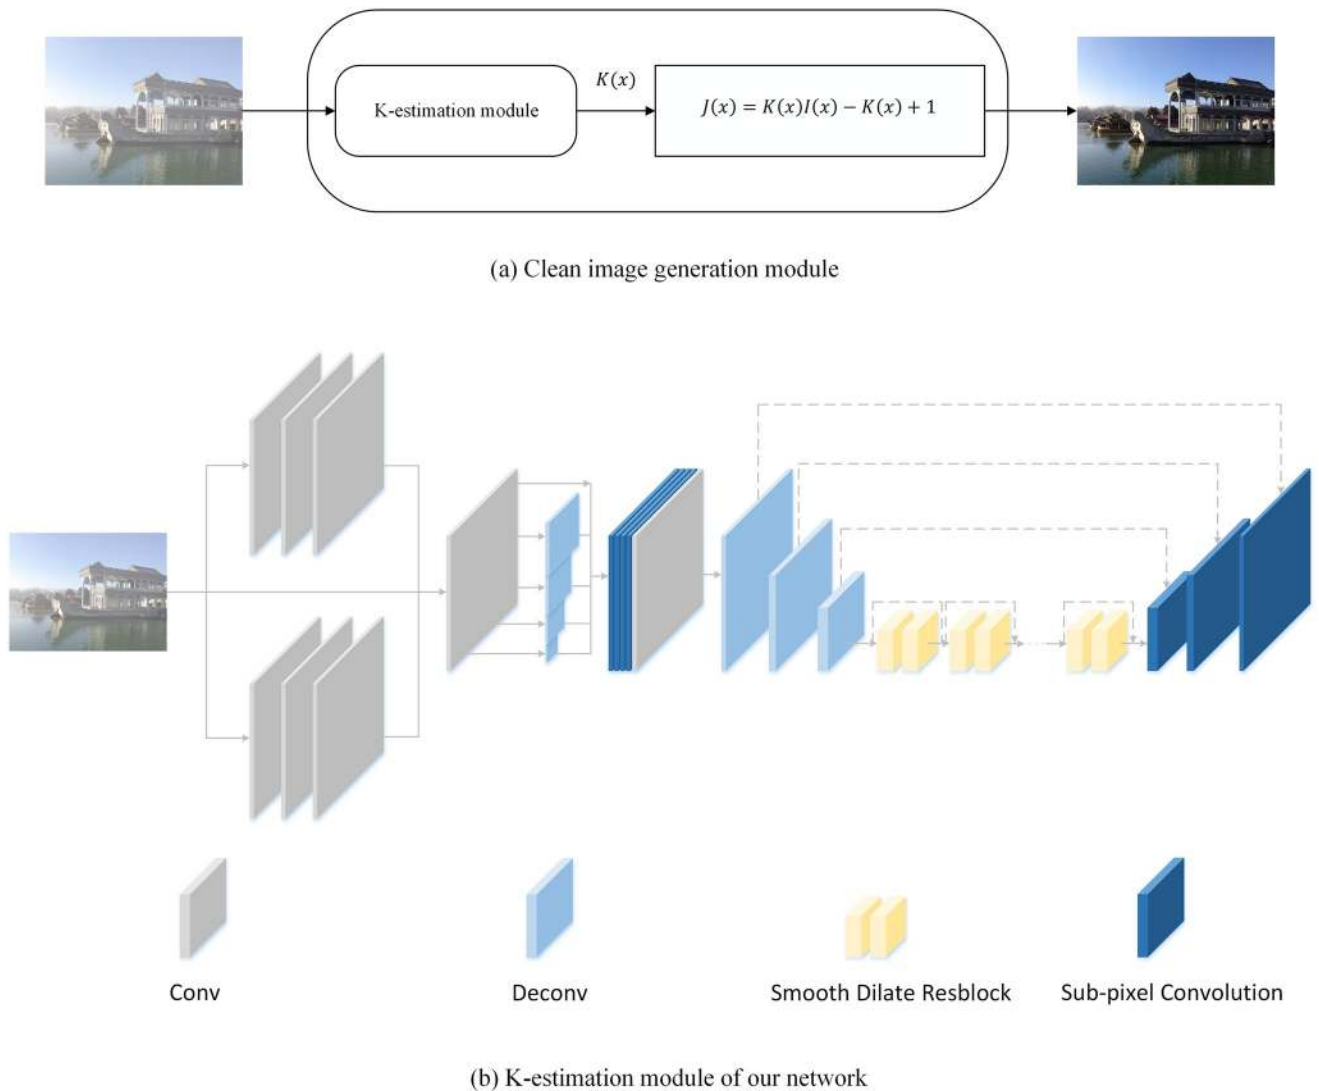 K-estimation module
K(x)
J(x) = K(x)I(x) − K(x) + 1
(a) Clean image generation module
Conv
Deconv
Smooth Dilate Resblock
Sub-pixel Convolution
(b) K-estimation module of our network